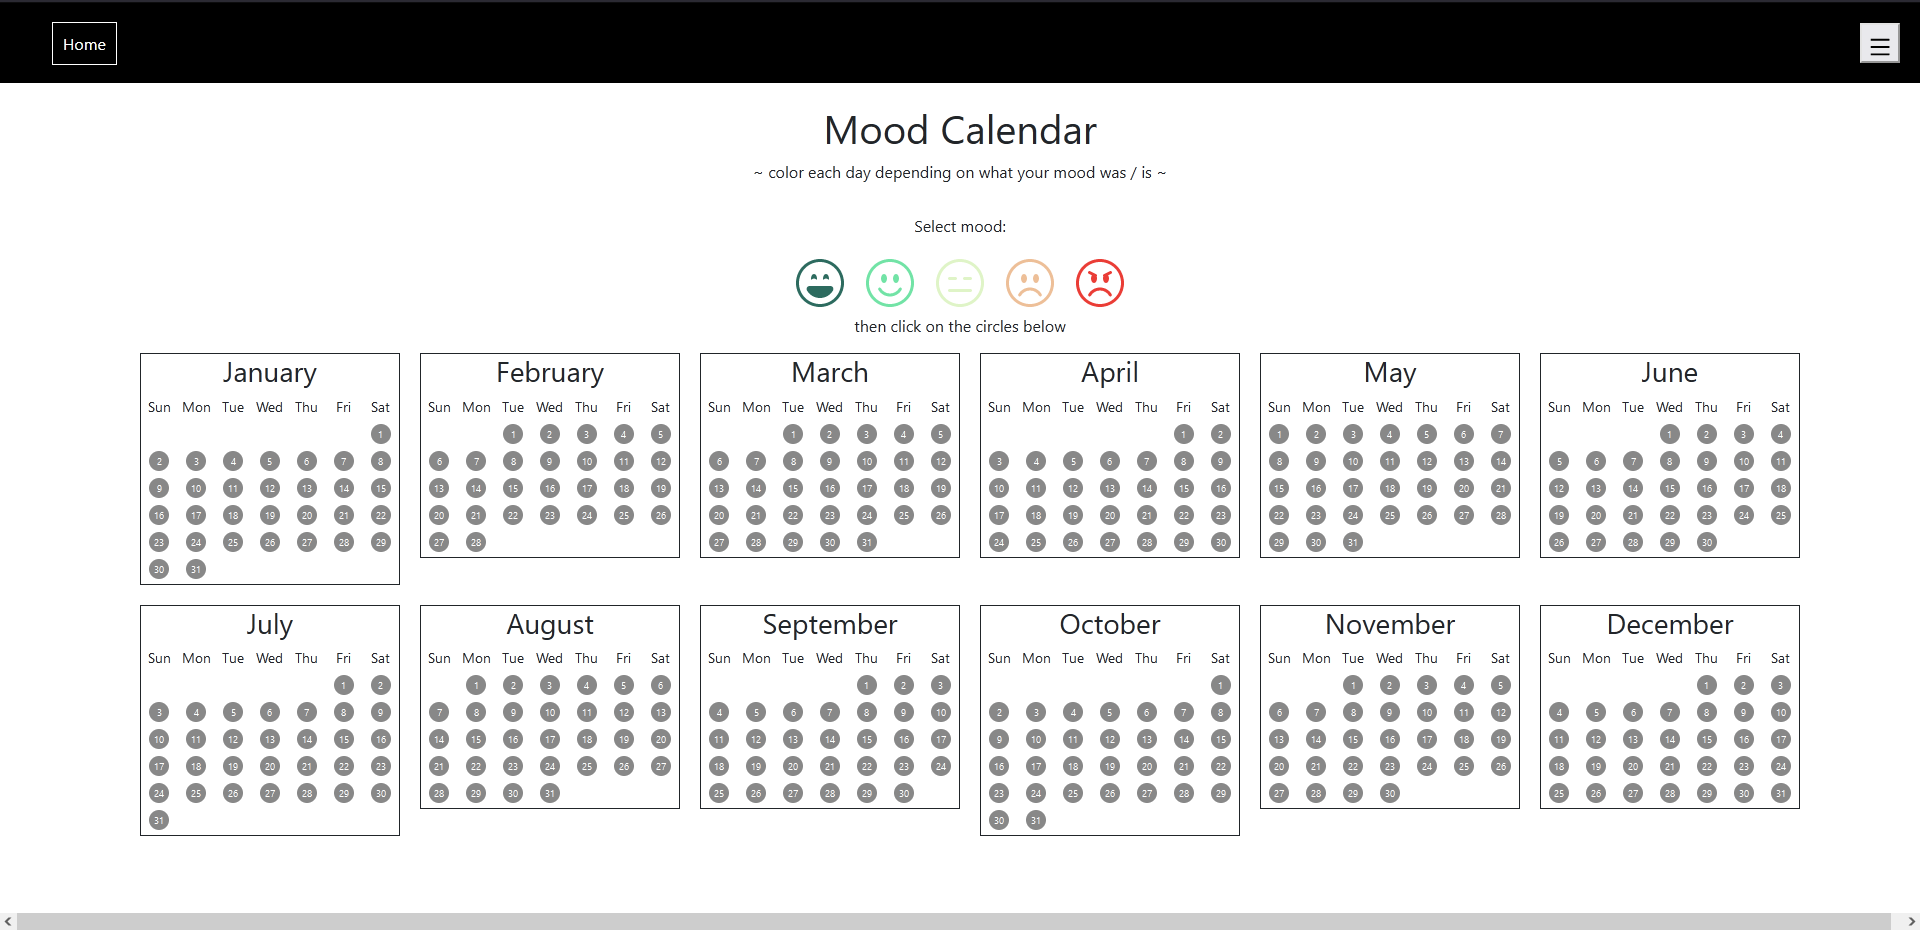 Home
Mood Calendar
~ color each day depending on what your mood was / is ~
Select mood:
then click on the circles below
January
Sun Mon Tue Wed Thu Fri Sat
1
2 3 4 5 6 7 8
9 10 11 12 13 14 15
16 17 18 19 20 21 22
23 24 25 26 27 28 29
30 31
February
Sun Mon Tue Wed Thu Fri Sat
1 2 3 4 5
6 7 8 9 10 11 12
13 14 15 16 17 18 19
20 21 22 23 24 25 26
27 28
March
Sun Mon Tue Wed Thu Fri Sat
1 2 3 4 5
6 7 8 9 10 11 12
13 14 15 16 17 18 19
20 21 22 23 24 25 26
27 28 29 30 31
April
Sun Mon Tue Wed Thu Fri Sat
1 2
3 4 5 6 7 8 9
10 11 12 13 14 15 16
17 18 19 20 21 22 23
24 25 26 27 28 29 30
May
Sun Mon Tue Wed Thu Fri Sat
1 2 3 4 5 6 7
8 9 10 11 12 13 14
15 16 17 18 19 20 21
22 23 24 25 26 27 28
29 30 31
June
Sun Mon Tue Wed Thu Fri Sat
1 2 3 4
5 6 7 8 9 10 11
12 13 14 15 16 17 18
19 20 21 22 23 24 25
26 27 28 29 30
July
Sun Mon Tue Wed Thu Fri Sat
1 2
3 4 5 6 7 8 9
10 11 12 13 14 15 16
17 18 19 20 21 22 23
24 25 26 27 28 29 30
31
August
Sun Mon Tue Wed Thu Fri Sat
1 2 3 4 5 6
7 8 9 10 11 12 13
14 15 16 17 18 19 20
21 22 23 24 25 26 27
28 29 30 31
September
Sun Mon Tue Wed Thu Fri Sat
1 2 3
4 5 6 7 8 9 10
11 12 13 14 15 16 17
18 19 20 21 22 23 24
25 26 27 28 29 30
October
Sun Mon Tue Wed Thu Fri Sat
1
2 3 4 5 6 7 8
9 10 11 12 13 14 15
16 17 18 19 20 21 22
23 24 25 26 27 28 29
30 31
November
Sun Mon Tue Wed Thu Fri Sat
1 2 3 4 5
6 7 8 9 10 11 12
13 14 15 16 17 18 19
20 21 22 23 24 25 26
27 28 29 30
December
Sun Mon Tue Wed Thu Fri Sat
1 2 3
4 5 6 7 8 9 10
11 12 13 14 15 16 17
18 19 20 21 22 23 24
25 26 27 28 29 30 31